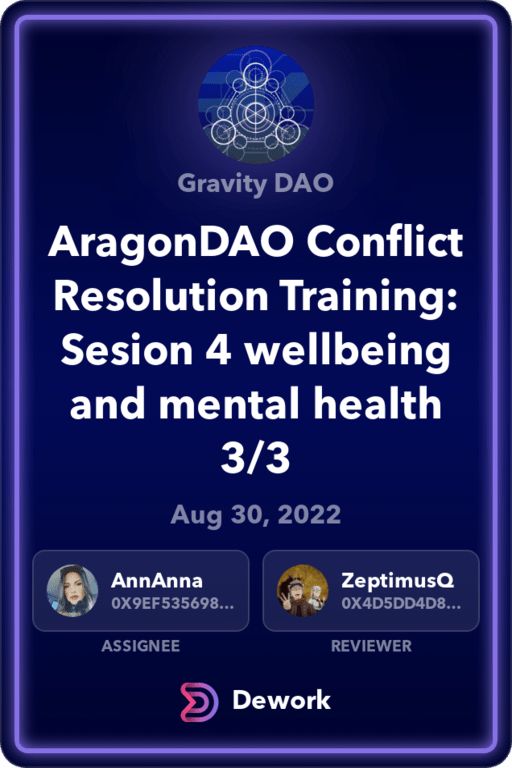 Gravity DAO
AragonDAO Conflict
Resolution Training:
Sesion 4 wellbeing
and mental health
3/3
Aug 30, 2022
AnnAnna
0X9EF535698...
ZeptimusQ
0X4D5DD4D8...
ASSIGNEE
REVIEWER
Dework